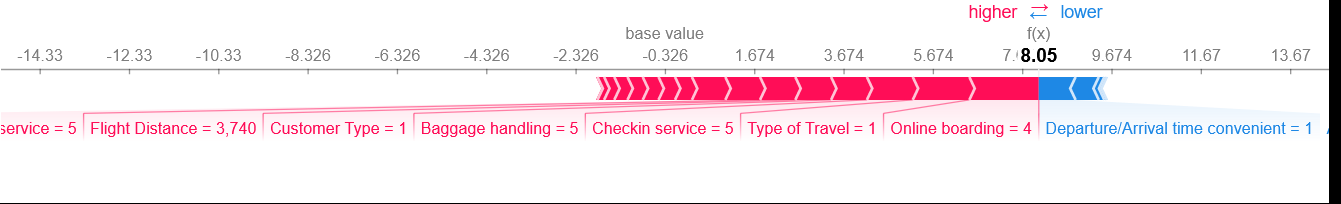 higher ⇄ lower
base value f(x)
-14.33 -12.33 -10.33 -8.326 -6.326 -4.326 -2.326 -0.326 1.674 3.674 5.674 8.05 9.674 11.67 13.67
service = 5 Flight Distance = 3,740 Customer Type = 1 Baggage handling = 5 Checkin service = 5 Type of Travel = 1 Online boarding = 4 Departure/Arrival time convenient = 1